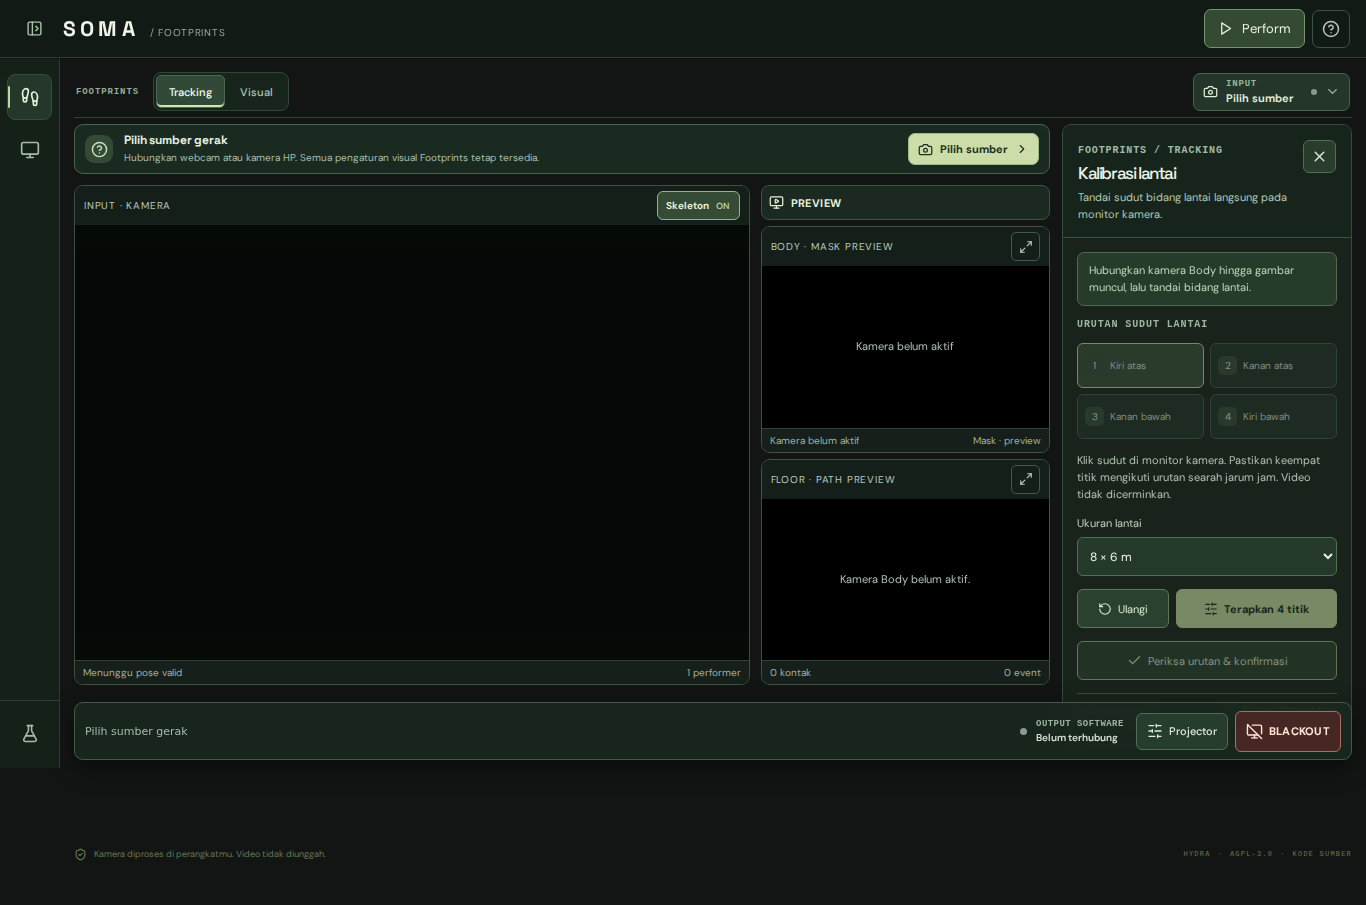 SOMA
/ FOOTPRINTS
Perform
FOOTPRINTS
Tracking
Visual
INPUT
Pilih sumber
Pilih sumber gerak
Hubungkan webcam atau kamera HP. Semua pengaturan visual Footprints tetap tersedia.
Pilih sumber
INPUT · KAMERA
Skeleton ON
Menunggu pose valid
1 performer
PREVIEW
BODY · MASK PREVIEW
Kamera belum aktif
Kamera belum aktif
Mask · preview
FLOOR · PATH PREVIEW
Kamera Body belum aktif.
0 kontak
0 event
FOOTPRINTS / TRACKING
Kalibrasi lantai
Tandai sudut bidang lantai langsung pada
monitor kamera.
Hubungkan kamera Body hingga gambar
muncul, lalu tandai bidang lantai.
URUTAN SUDUT LANTAI
1 Kiri atas
2 Kanan atas
3 Kanan bawah
4 Kiri bawah
Klik sudut di monitor kamera. Pastikan keempat
titik mengikuti urutan searah jarum jam. Video
tidak dicerminkan.
Ukuran lantai
8 × 6 m
Ulangi
Terapkan 4 titik
Periksa urutan & konfirmasi
Pilih sumber gerak
OUTPUT SOFTWARE
Belum terhubung
Projector
BLACKOUT
Kamera diproses di perangkatmu. Video tidak diunggah.
HYDRA · AGPL-3.0 · KODE SUMBER